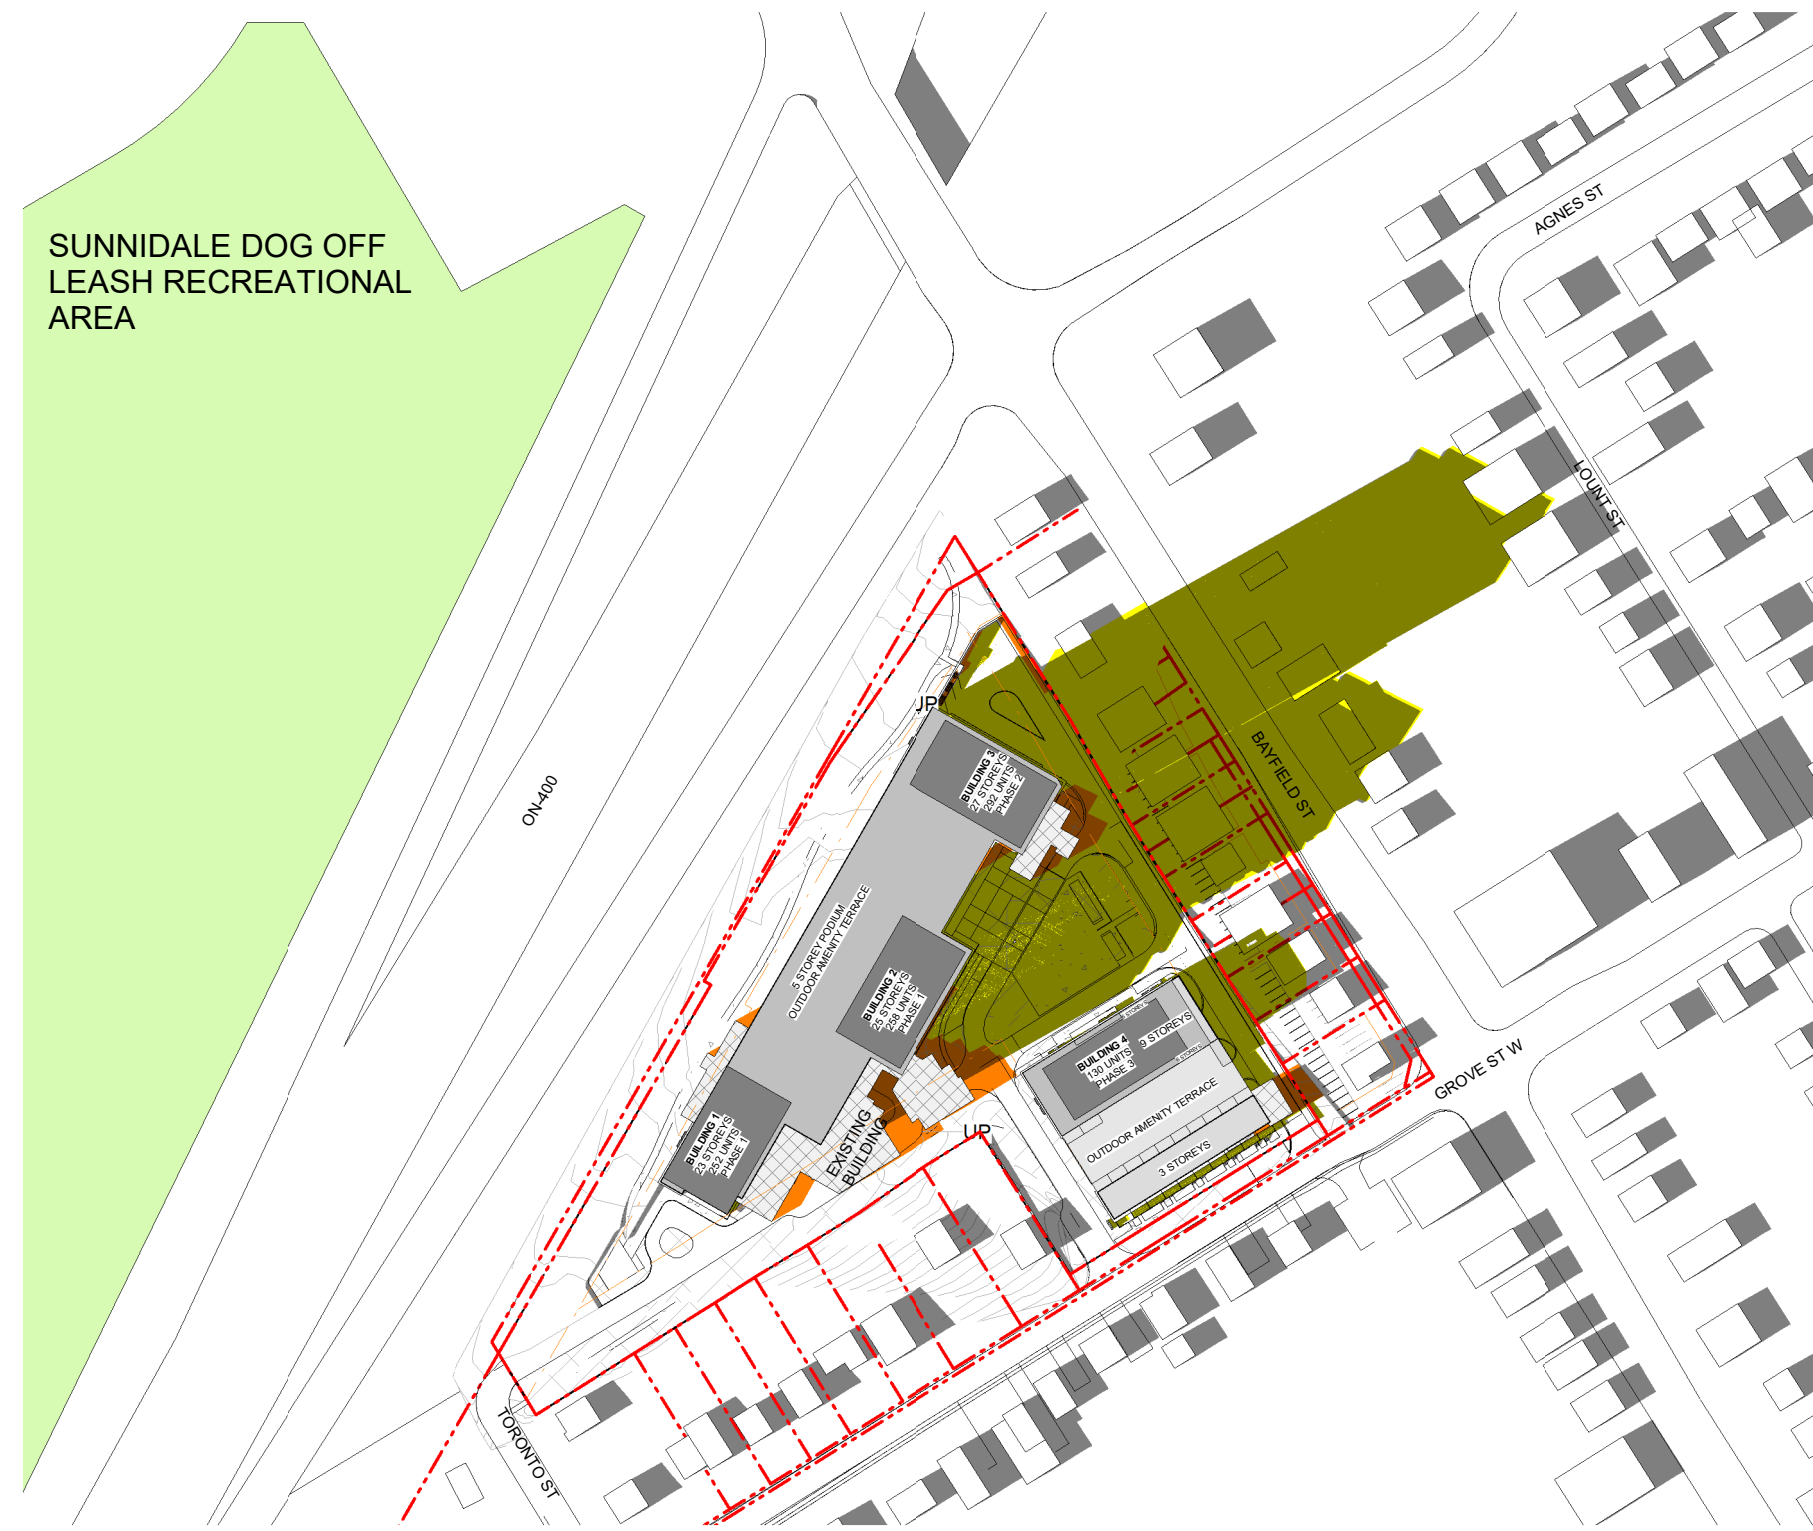 SUNNIDALE DOG OFF
LEASH RECREATIONAL
AREA
AGNES ST
LOUNT ST
BAYFIELD ST
ON-400
UP
BUILDING 3
27 STOREYS
292 UNITS
PHASE 2
5 STOREY PODIUM
OUTDOOR AMENITY TERRACE
BUILDING 2
25 STOREYS
258 UNITS
PHASE 1
BUILDING 4
130 UNITS
PHASE 3
9 STOREYS
OUTDOOR AMENITY TERRACE
3 STOREYS
GROVE ST W
BUILDING 1
23 STOREYS
252 UNITS
PHASE 1
EXISTING
BUILDING
UP
TORONTO ST